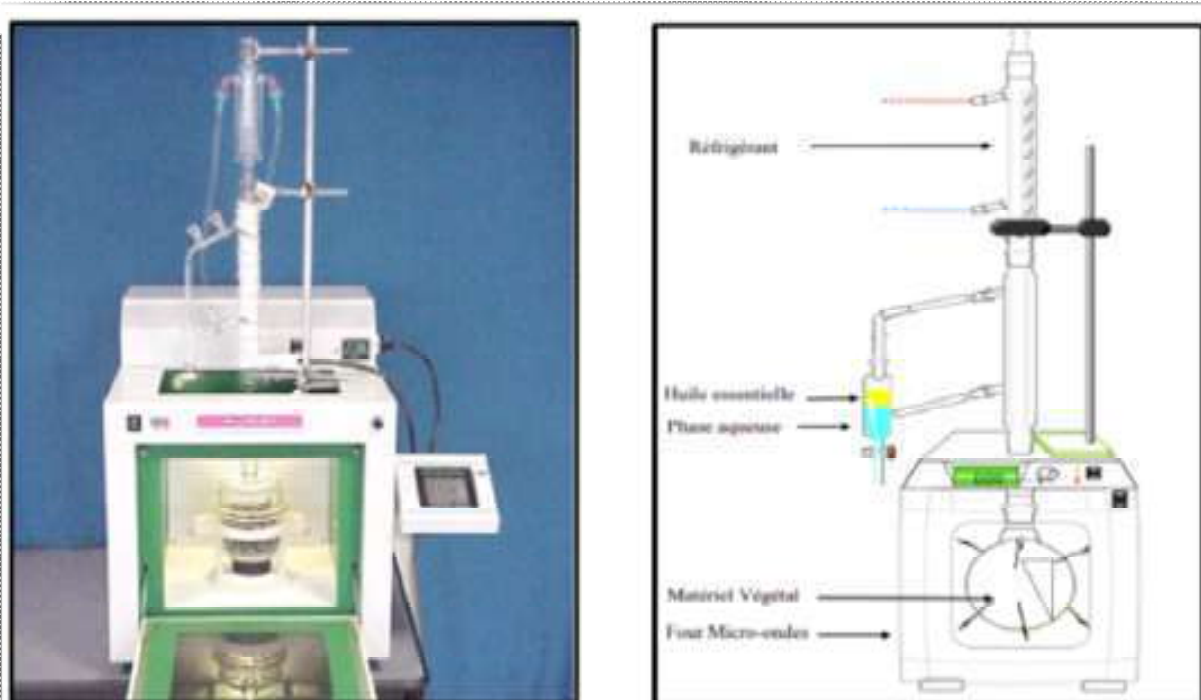 Réfrigérant
Huile essentielle
Phase aqueuse
Matériel Végétal
Four Micro-ondes